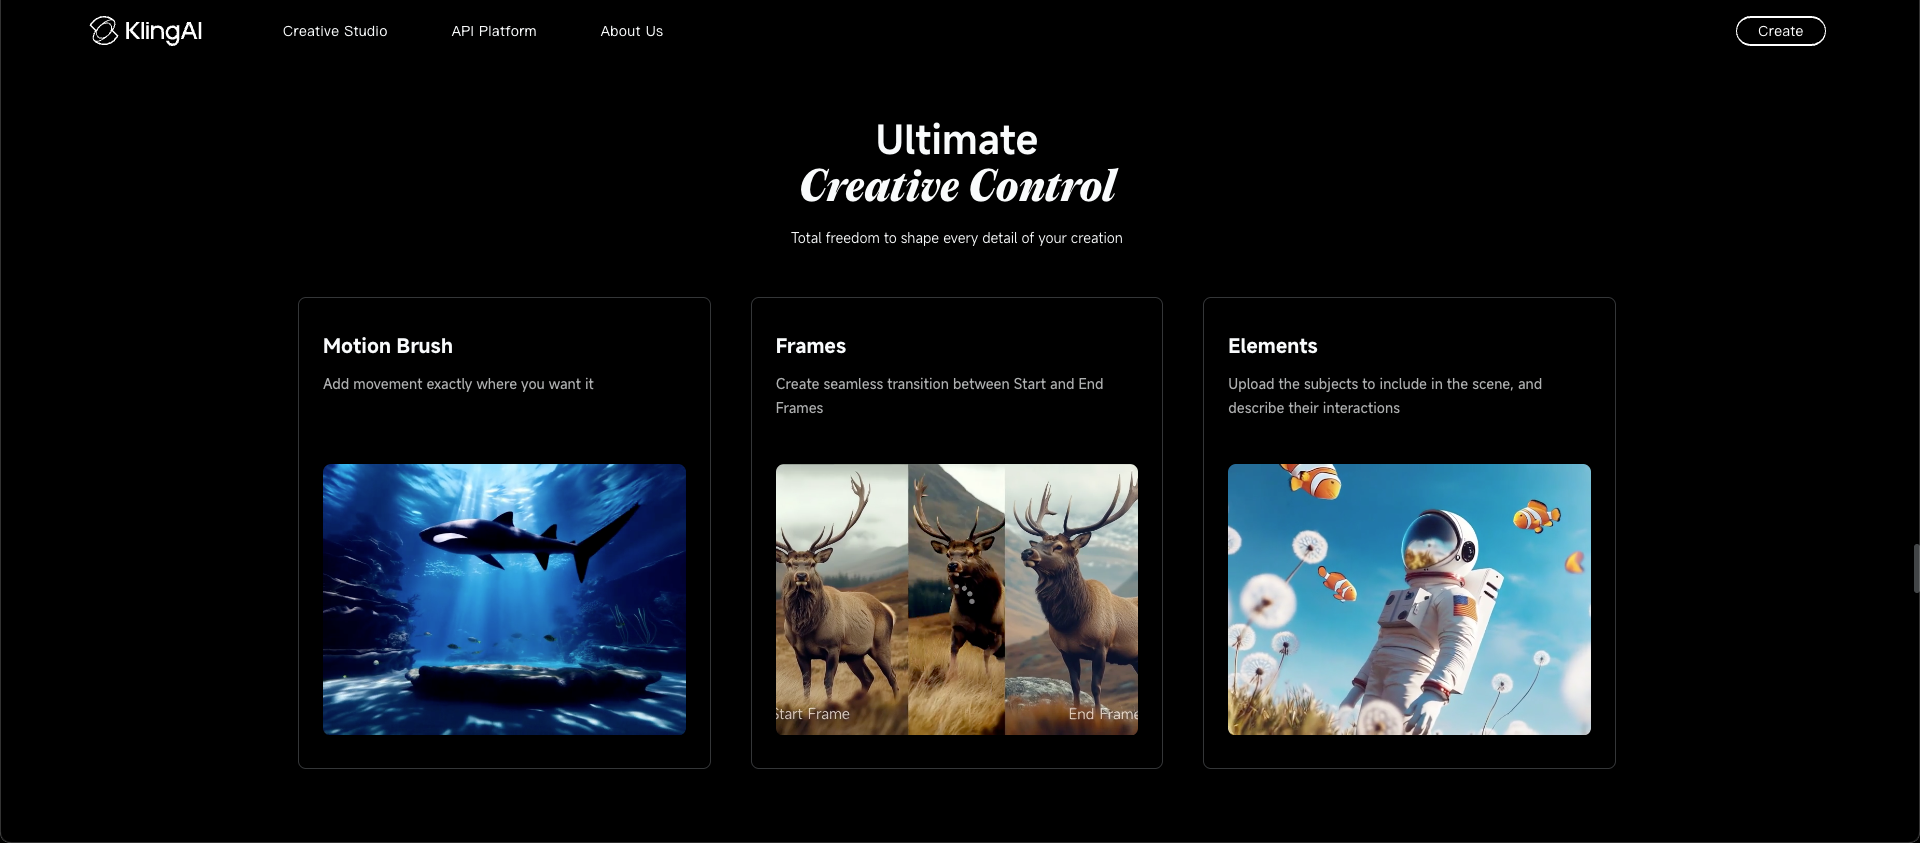 KlingAI
Creative Studio
API Platform
About Us
Create
Ultimate
Creative Control
Total freedom to shape every detail of your creation
Motion Brush
Add movement exactly where you want it
Frames
Create seamless transition between Start and End
Frames
Elements
Upload the subjects to include in the scene, and
describe their interactions
Start Frame
End Frame